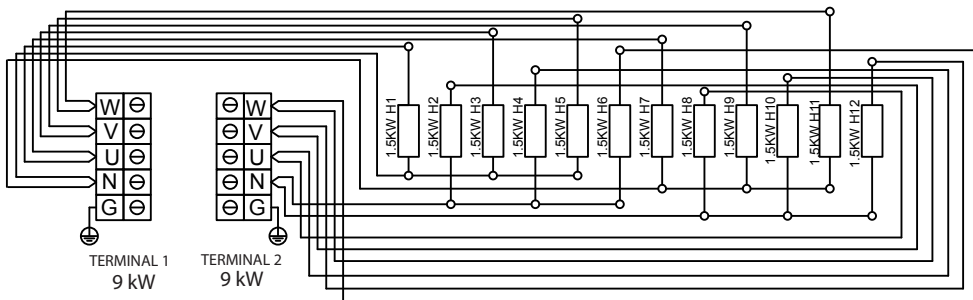 1.5KW H1
1.5KW H2
1.5KW H3
1.5KW H4
1.5KW H5
1.5KW H6
1.5KW H7
1.5KW H8
1.5KW H9
1.5KW H10
1.5KW H11
1.5KW H12
W
V
U
N
G
W
V
U
N
G
TERMINAL 1
9 kW
TERMINAL 2
9 kW